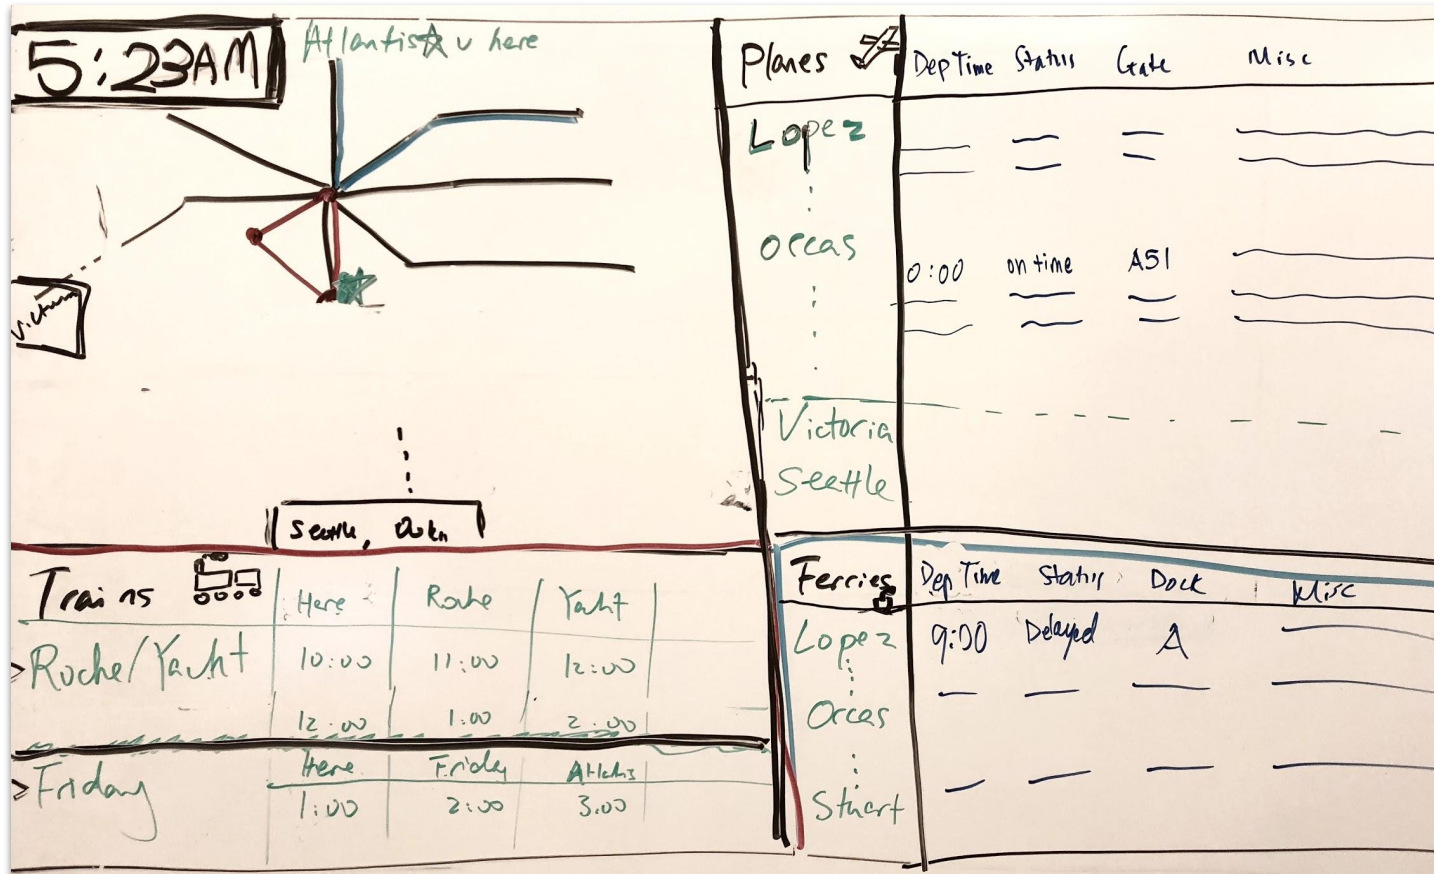 5:23AM
Atlantis ☆ u here
Victoria
Seattle,
Trains
Here Roche Yacht
Roche/Yacht 10:00 11:00 12:00
12:00 1:00 2:00
Here Friday Atlantis
Friday 1:00 2:00 3:00
Planes Dep Time Status Gate Misc
Lopez
Orcas
0:00 on time A51
Victoria
Seattle
Ferries Dep Time Status Dock Misc
Lopez 9:00 Delayed A
Orcas
Stuart